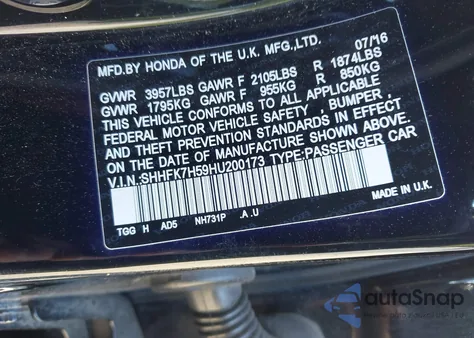 MFD.BY HONDA OF THE U.K. MFG.,LTD. 07/16
GVWR 3957LBS GAWR F 2105LBS R 1874LBS
GVWR 1795KG GAWR F 955KG R 850KG
THIS VEHICLE CONFORMS TO ALL APPLICABLE
FEDERAL MOTOR VEHICLE SAFETY, BUMPER,
AND THEFT PREVENTION STANDARDS IN EFFECT
ON THE DATE OF MANUFACTURE SHOWN ABOVE.
V.I.N.:SHHFK7H59HU200173 TYPE:PASSENGER CAR
TGG H AD5 NH731P .A .U MADE IN U.K.
autoSnap